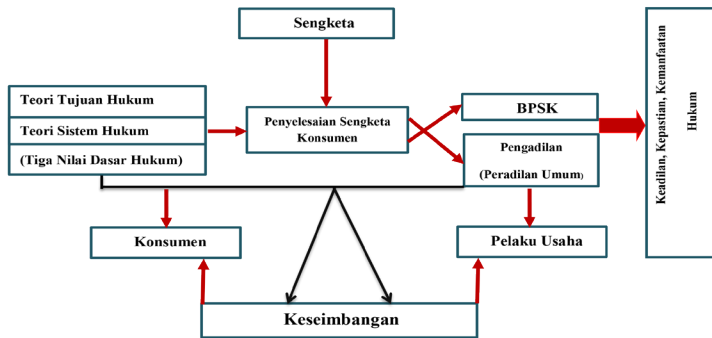 Sengketa
Teori Tujuan Hukum
Teori Sistem Hukum
(Tiga Nilai Dasar Hukum)
Penyelesaian Sengketa
Konsumen
BPSK
Pengadilan
(Peradilan Umum)
Keadilan, Kepastian, Kemanfaatan
Hukum
Konsumen
Pelaku Usaha
Keseimbangan